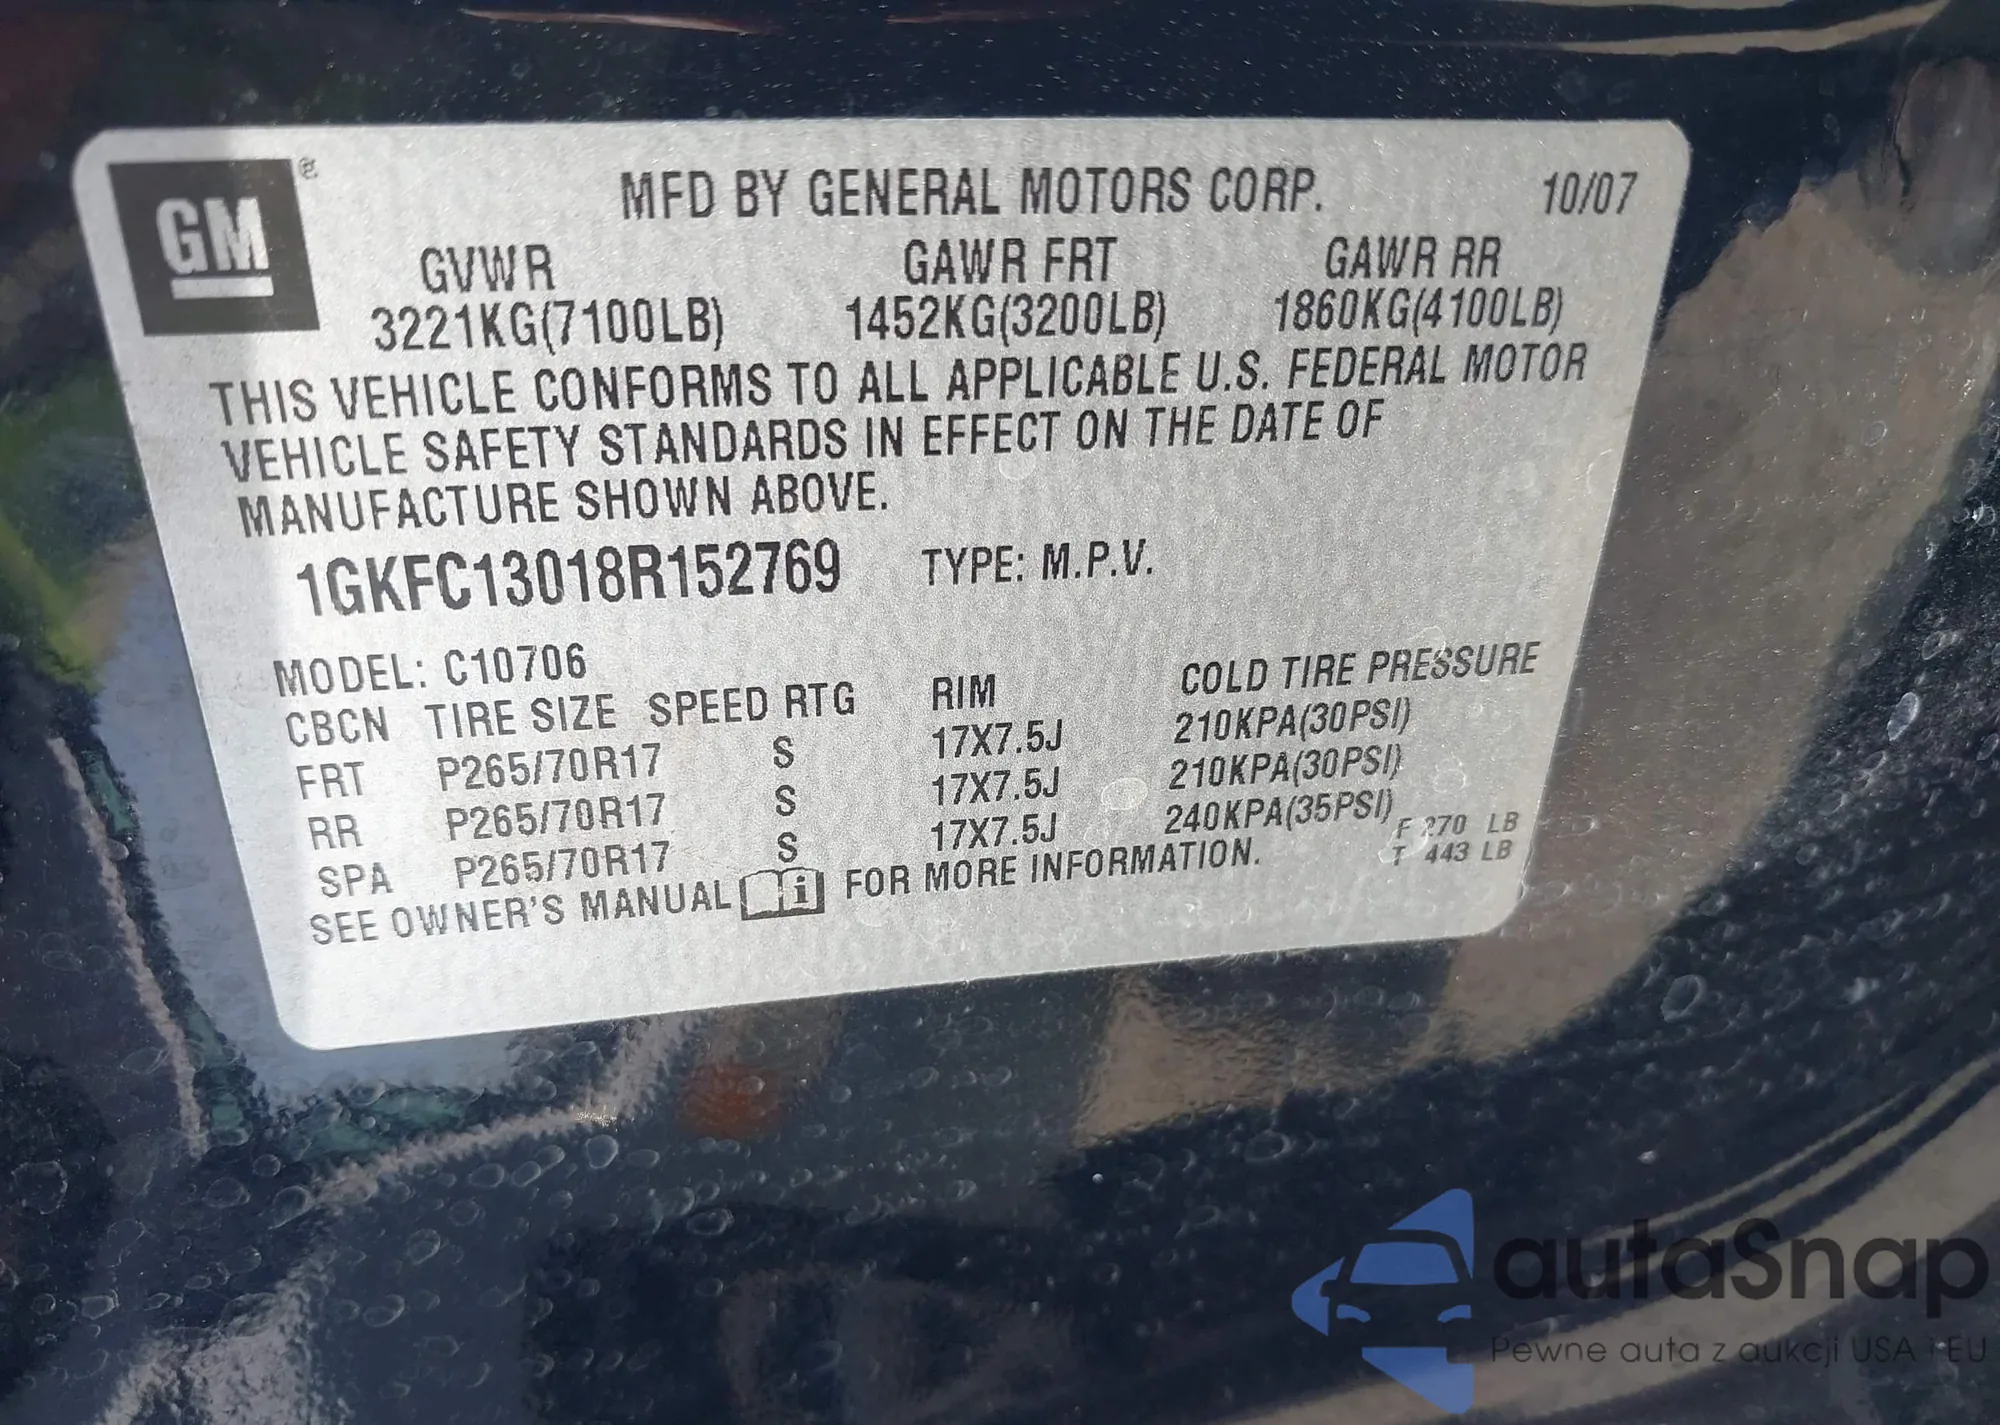 GM ®
MFD BY GENERAL MOTORS CORP. 10/07
GVWR GAWR FRT GAWR RR
3221KG(7100LB) 1452KG(3200LB) 1860KG(4100LB)
THIS VEHICLE CONFORMS TO ALL APPLICABLE U.S. FEDERAL MOTOR
VEHICLE SAFETY STANDARDS IN EFFECT ON THE DATE OF
MANUFACTURE SHOWN ABOVE.
1GKFC13018R152769 TYPE: M.P.V.
MODEL: C10706
CBCN TIRE SIZE SPEED RTG RIM COLD TIRE PRESSURE
FRT P265/70R17 S 17X7.5J 210KPA(30PSI)
RR P265/70R17 S 17X7.5J 210KPA(30PSI)
SPA P265/70R17 S 17X7.5J 240KPA(35PSI)
SEE OWNER'S MANUAL i FOR MORE INFORMATION.
F 270 LB
T 443 LB
autaSnap
Pewne auta z aukcji USA i EU